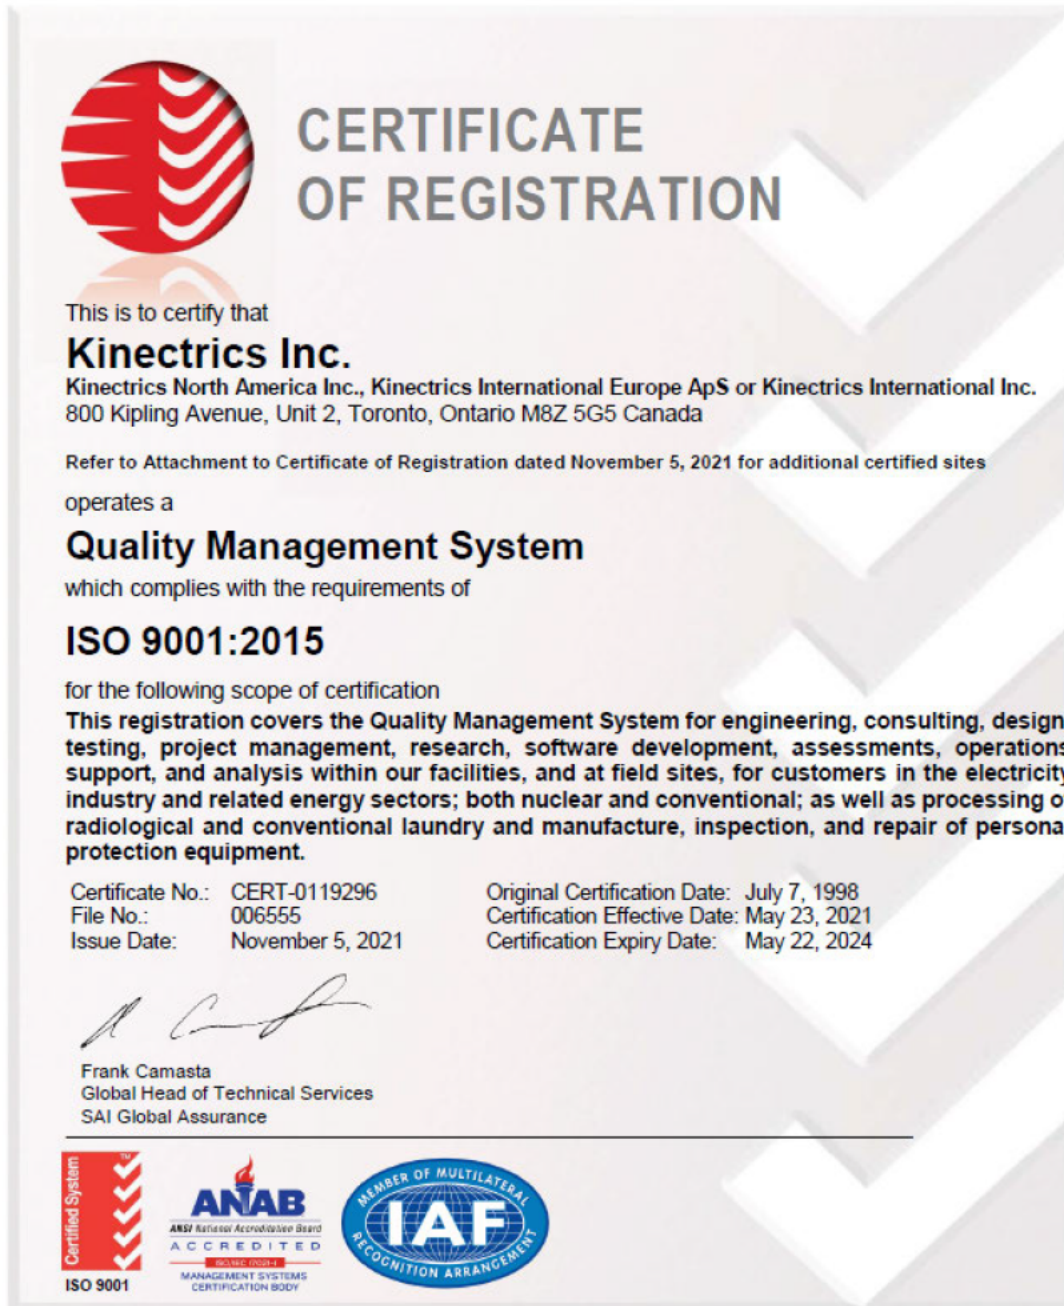 CERTIFICATE
OF REGISTRATION
This is to certify that
Kinectrics Inc.
Kinectrics North America Inc., Kinectrics International Europe ApS or Kinectrics International Inc.
800 Kipling Avenue, Unit 2, Toronto, Ontario M8Z 5G5 Canada
Refer to Attachment to Certificate of Registration dated November 5, 2021 for additional certified sites
operates a
Quality Management System
which complies with the requirements of
ISO 9001:2015
for the following scope of certification
This registration covers the Quality Management System for engineering, consulting, design
testing, project management, research, software development, assessments, operations
support, and analysis within our facilities, and at field sites, for customers in the electricity
industry and related energy sectors; both nuclear and conventional; as well as processing o
radiological and conventional laundry and manufacture, inspection, and repair of persona
protection equipment.
Certificate No.: CERT-0119296
File No.: 006555
Issue Date: November 5, 2021
Original Certification Date: July 7, 1998
Certification Effective Date: May 23, 2021
Certification Expiry Date: May 22, 2024
Frank Camasta
Global Head of Technical Services
SAI Global Assurance
Certified System
TM
ISO 9001
ANAB
ANSI National Accreditation Board
ACCREDITED
ISO/IEC 17021-1
MANAGEMENT SYSTEMS
CERTIFICATION BODY
MEMBER OF MULTILATERAL
IAF
RECOGNITION ARRANGEMENT